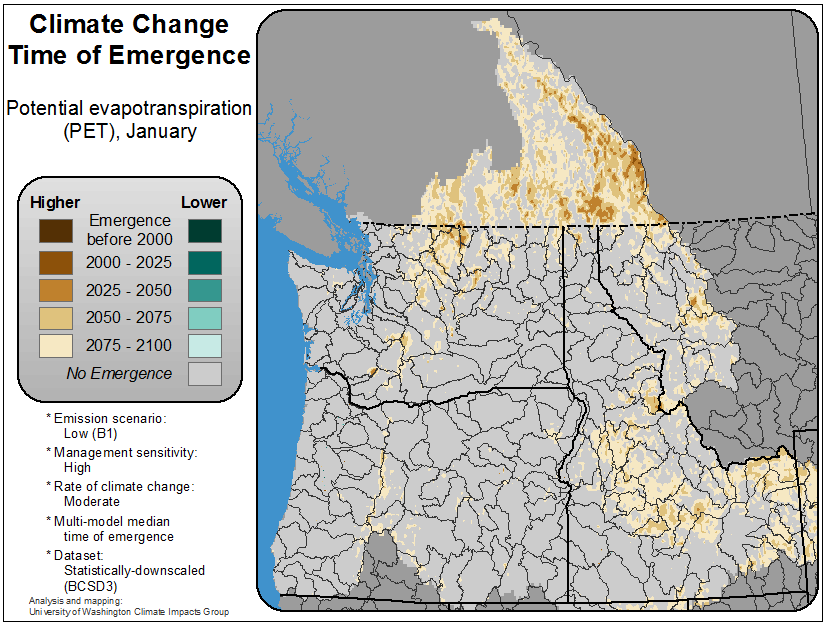 Climate Change
Time of Emergence
Potential evapotranspiration
(PET), January
Higher Lower
Emergence
before 2000
2000 - 2025
2025 - 2050
2050 - 2075
2075 - 2100
No Emergence
* Emission scenario:
Low (B1)
* Management sensitivity:
High
* Rate of climate change:
Moderate
* Multi-model median
time of emergence
* Dataset:
Statistically-downscaled
(BCSD3)
Analysis and mapping:
University of Washington Climate Impacts Group